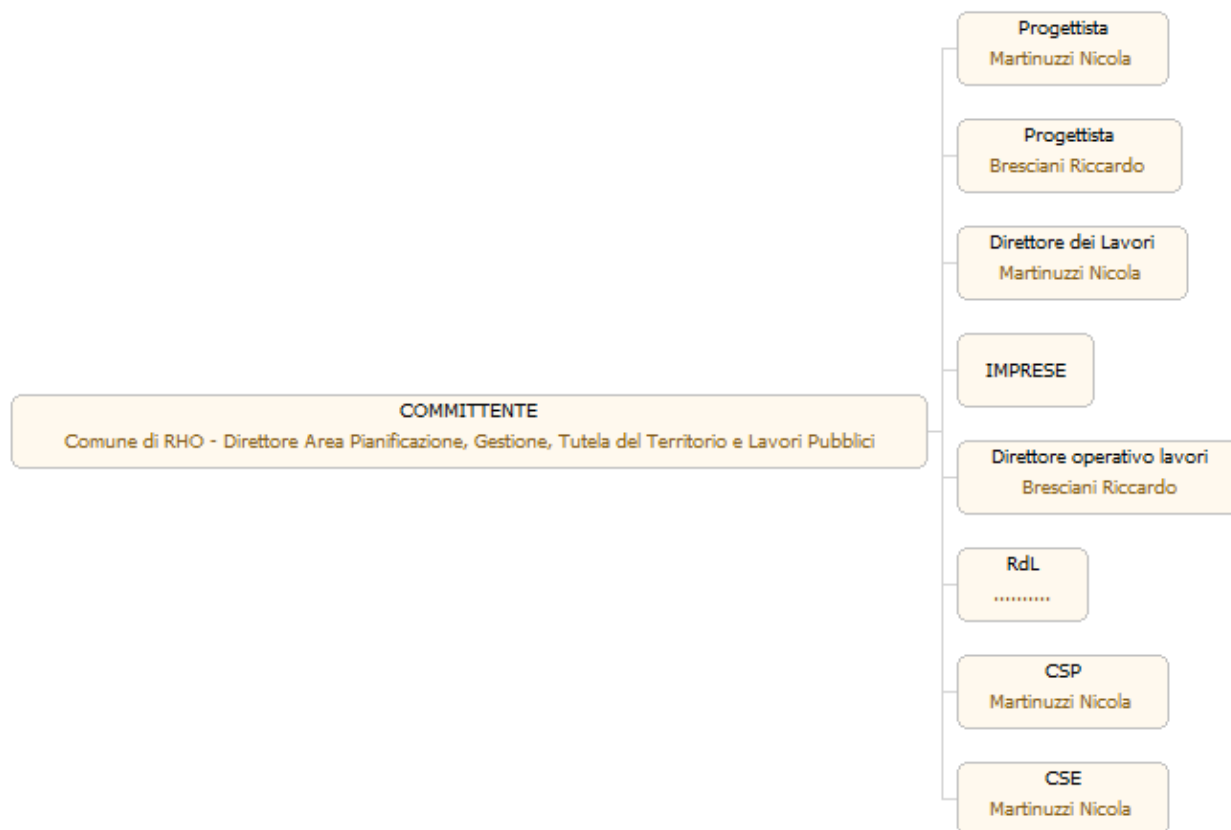 Progettista
Martinuzzi Nicola
Progettista
Bresciani Riccardo
Direttore dei Lavori
Martinuzzi Nicola
IMPRESE
COMMITTENTE
Comune di RHO - Direttore Area Pianificazione, Gestione, Tutela del Territorio e Lavori Pubblici
Direttore operativo lavori
Bresciani Riccardo
RdL
..........
CSP
Martinuzzi Nicola
CSE
Martinuzzi Nicola